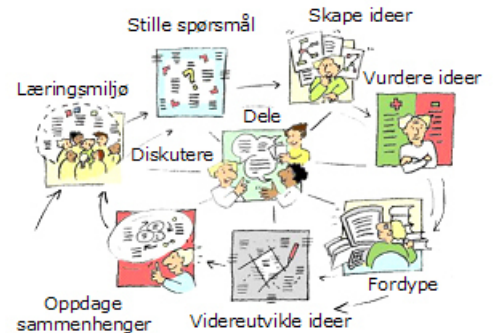 Skape ideer
Stille spørsmål
Vurdere ideer
Læringsmiljø
Dele
Diskutere
Fordype
Oppdage
sammenhenger
Videreutvikle ideer